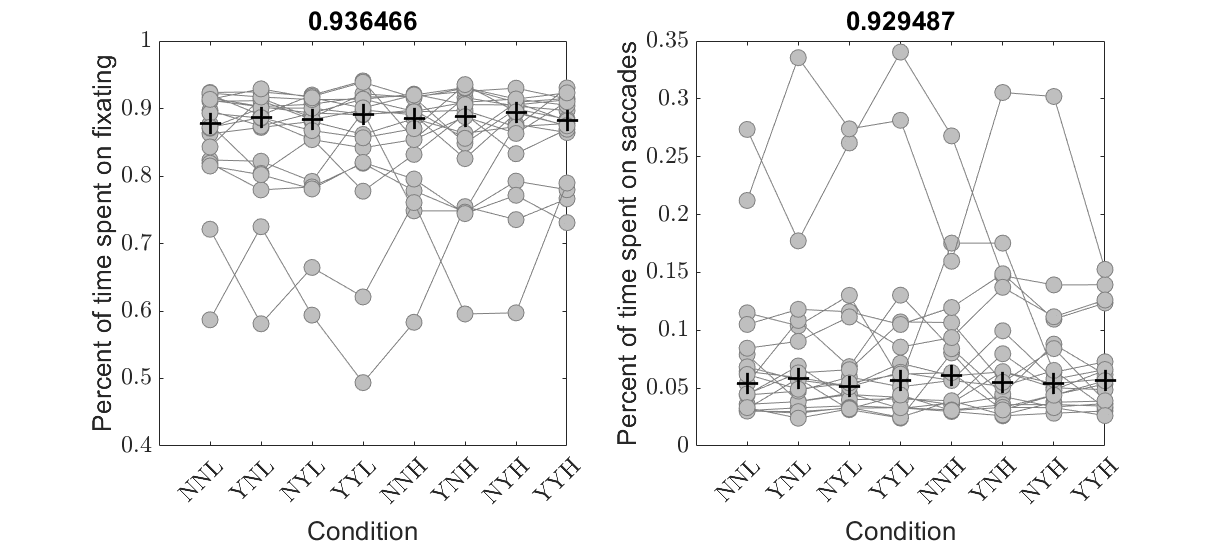 0.936466
Percent of time spent on fixating
1
0.9
0.8
0.7
0.6
0.5
0.4
NNL YNL NYL YYL NNH YNH NYH YYH
Condition
0.929487
Percent of time spent on saccades
0.35
0.3
0.25
0.2
0.15
0.1
0.05
0
NNL YNL NYL YYL NNH YNH NYH YYH
Condition